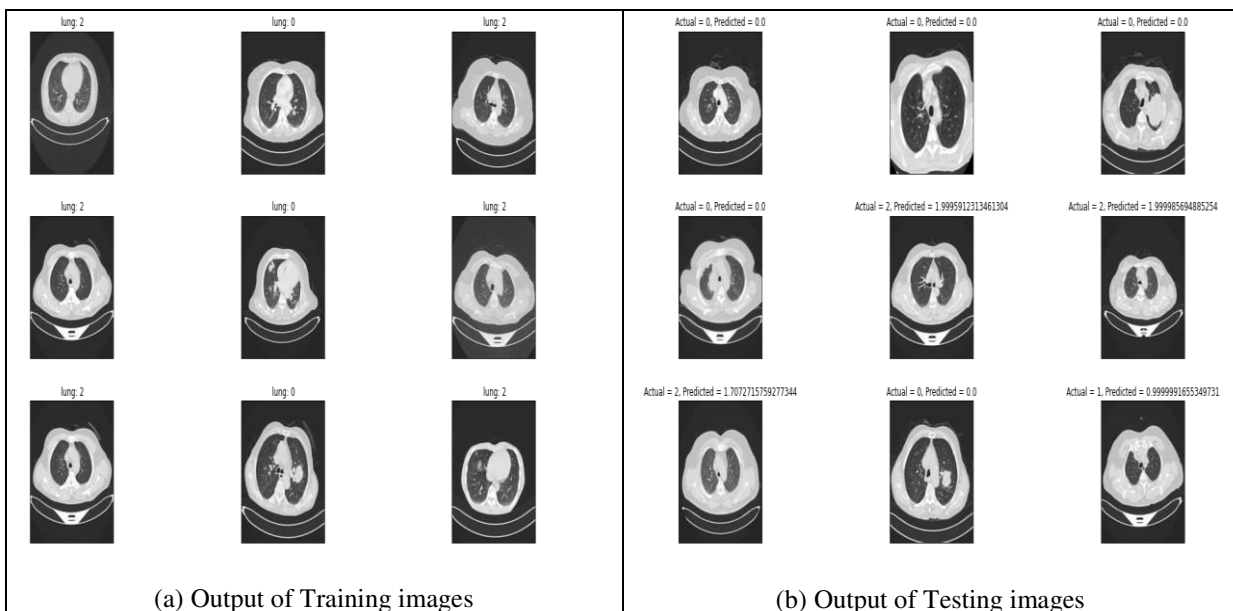 lung: 2
lung: 0
lung: 2
lung: 2
lung: 0
lung: 2
lung: 2
lung: 0
lung: 2
(a) Output of Training images
Actual = 0, Predicted = 0.0
Actual = 0, Predicted = 0.0
Actual = 0, Predicted = 0.0
Actual = 0, Predicted = 0.0
Actual = 2, Predicted = 1.9995912313461304
Actual = 2, Predicted = 1.999985694885254
Actual = 2, Predicted = 1.7072715759277344
Actual = 0, Predicted = 0.0
Actual = 1, Predicted = 0.9999991655349731
(b) Output of Testing images